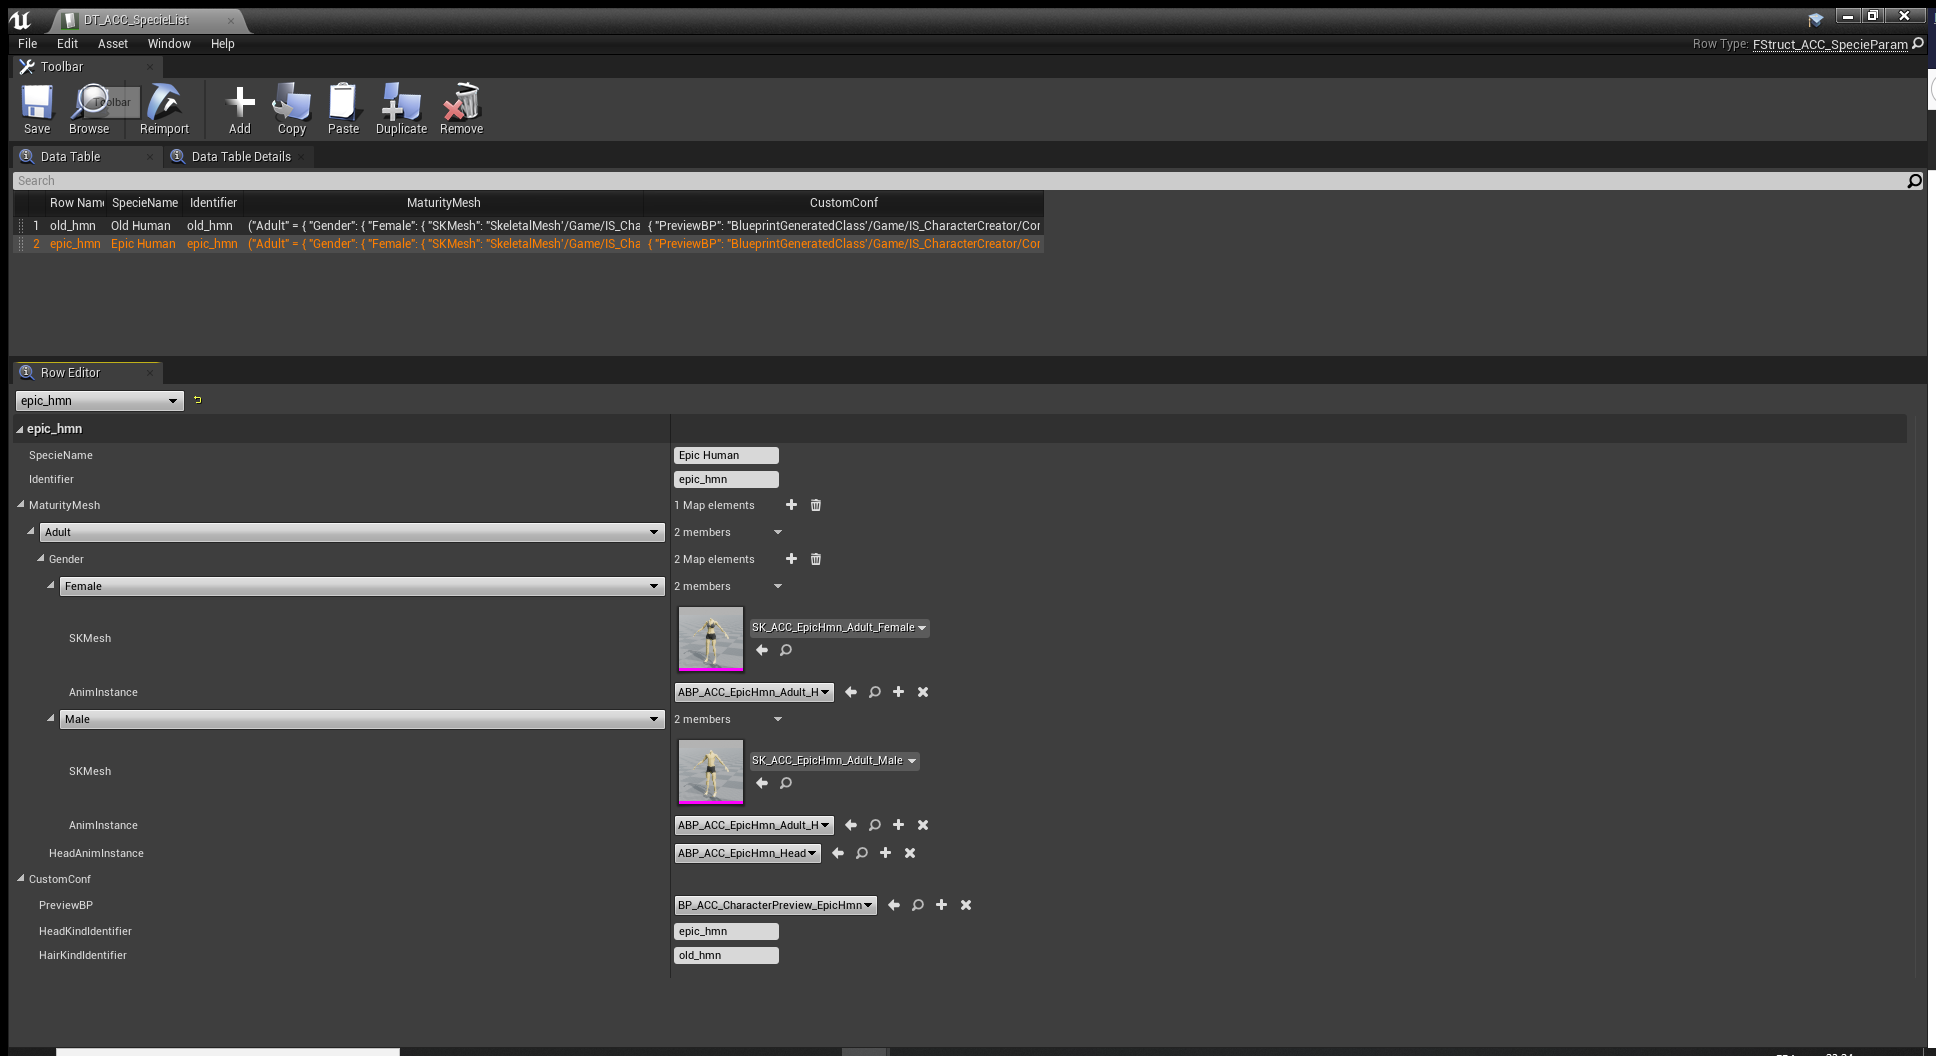 DT_ACC_SpecieList
File Edit Asset Window Help
Row Type: FStruct_ACC_SpecieParam
Toolbar
Toolbar
Save Browse Reimport Add Copy Paste Duplicate Remove
Data Table Data Table Details
Search
Row Nam SpecieName Identifier MaturityMesh CustomConf
1 old_hmn Old Human old_hmn ("Adult" = { "Gender": { "Female": { "SKMesh": "SkeletalMesh'/Game/IS_Cha { "PreviewBP": "BlueprintGeneratedClass'/Game/IS_CharacterCreator/Cor
2 epic_hmn Epic Human epic_hmn ("Adult" = { "Gender": { "Female": { "SKMesh": "SkeletalMesh'/Game/IS_Cha { "PreviewBP": "BlueprintGeneratedClass'/Game/IS_CharacterCreator/Cor
Row Editor
epic_hmn
epic_hmn
SpecieName Epic Human
Identifier epic_hmn
MaturityMesh 1 Map elements
Adult 2 members
Gender 2 Map elements
Female 2 members
SKMesh SK_ACC_EpicHmn_Adult_Female
AnimInstance ABP_ACC_EpicHmn_Adult_H
Male 2 members
SKMesh SK_ACC_EpicHmn_Adult_Male
AnimInstance ABP_ACC_EpicHmn_Adult_H
HeadAnimInstance ABP_ACC_EpicHmn_Head
CustomConf
PreviewBP BP_ACC_CharacterPreview_EpicHmn
HeadKindIdentifier epic_hmn
HairKindIdentifier old_hmn